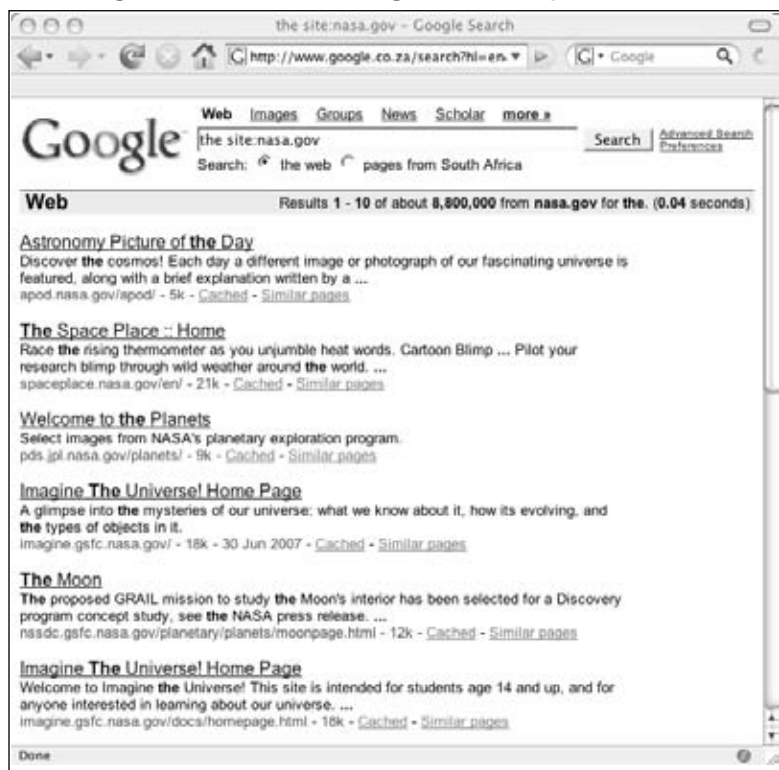 the site:nasa.gov - Google Search
http://www.google.co.za/search?hl=en. G Google
Web Images Groups News Scholar more »
Google the site:nasa.gov Search Advanced Search
Preferences
Search: the web pages from South Africa
Web Results 1 - 10 of about 8,800,000 from nasa.gov for the. (0.04 seconds)
Astronomy Picture of the Day
Discover the cosmos! Each day a different image or photograph of our fascinating universe is
featured, along with a brief explanation written by a ...
apod.nasa.gov/apod/ - 5k - Cached - Similar pages
The Space Place :: Home
Race the rising thermometer as you unjumble heat words. Cartoon Blimp ... Pilot your
research blimp through wild weather around the world. ...
spaceplace.nasa.gov/en/ - 21k - Cached - Similar pages
Welcome to the Planets
Select images from NASA's planetary exploration program.
pds.jpl.nasa.gov/planets/ - 9k - Cached - Similar pages
Imagine The Universe! Home Page
A glimpse into the mysteries of our universe: what we know about it, how its evolving, and
the types of objects in it.
imagine.gsfc.nasa.gov/ - 18k - 30 Jun 2007 - Cached - Similar pages
The Moon
The proposed GRAIL mission to study the Moon's interior has been selected for a Discovery
program concept study, see the NASA press release. ...
nssdc.gsfc.nasa.gov/planetary/planets/moonpage.html - 12k - Cached - Similar pages
Imagine The Universe! Home Page
Welcome to Imagine the Universe! This site is intended for students age 14 and up, and for
anyone interested in learning about our universe. ...
imagine.gsfc.nasa.gov/docs/homepage.html - 18k - Cached - Similar pages
Done